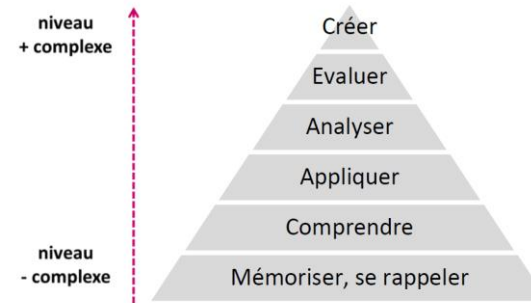 niveau
+ complexe
Créer
Evaluer
Analyser
Appliquer
Comprendre
niveau
- complexe
Mémoriser, se rappeler